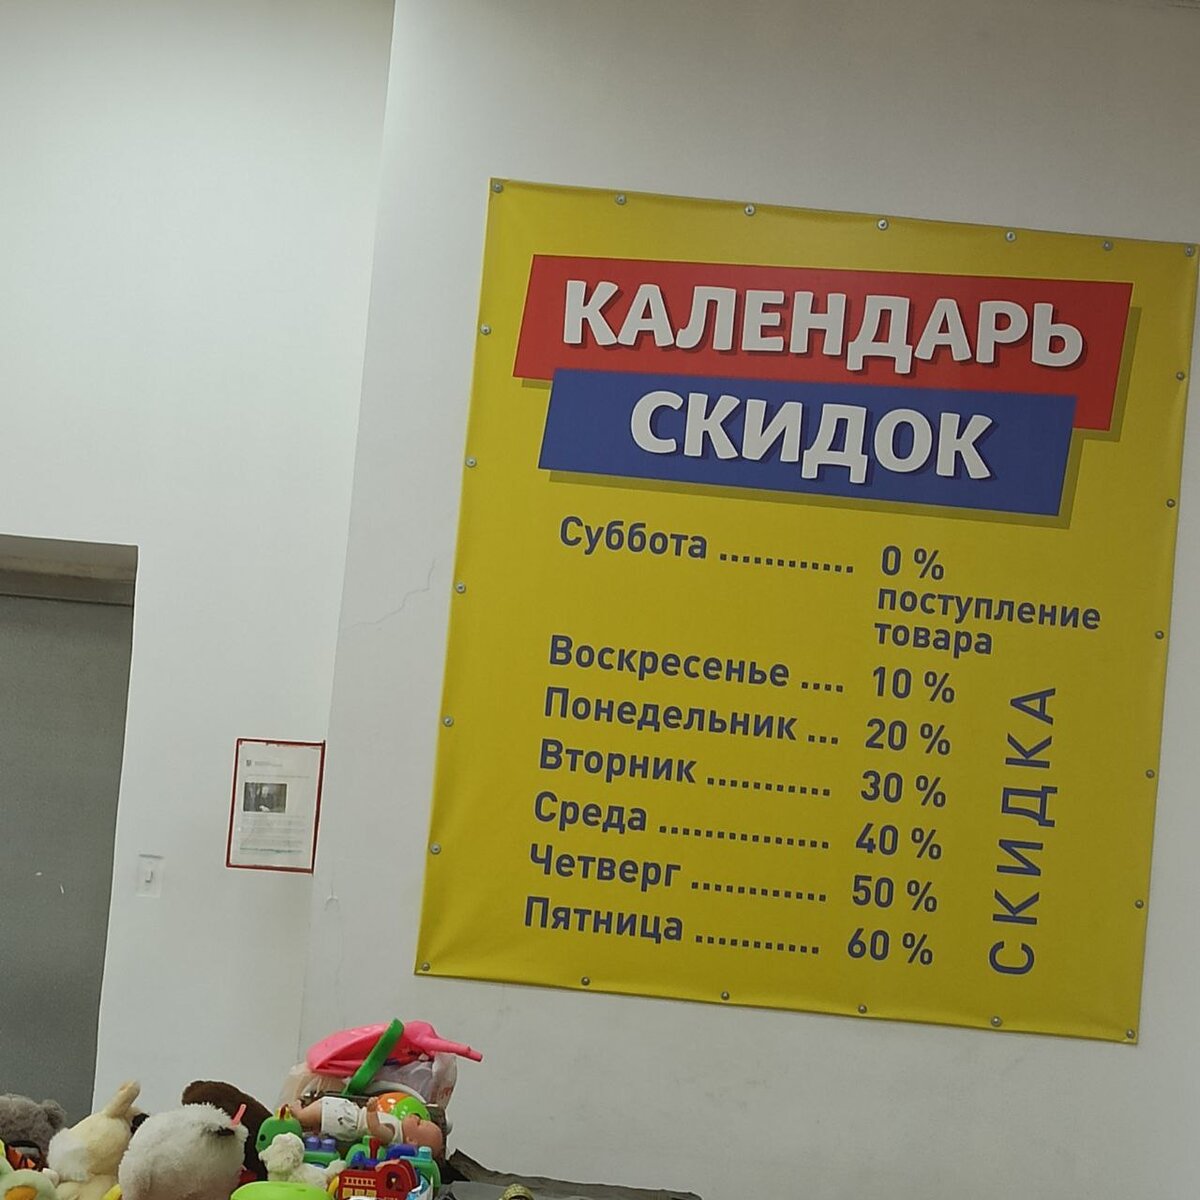 КАЛЕНДАРЬ
СКИДОК
Суббота ............ 0 %
поступление
товара
Воскресенье .... 10 %
Понедельник ... 20 %
Вторник ........... 30 %
Среда ............... 40 %
Четверг ............ 50 %
Пятница ........... 60 %
СКИДКА